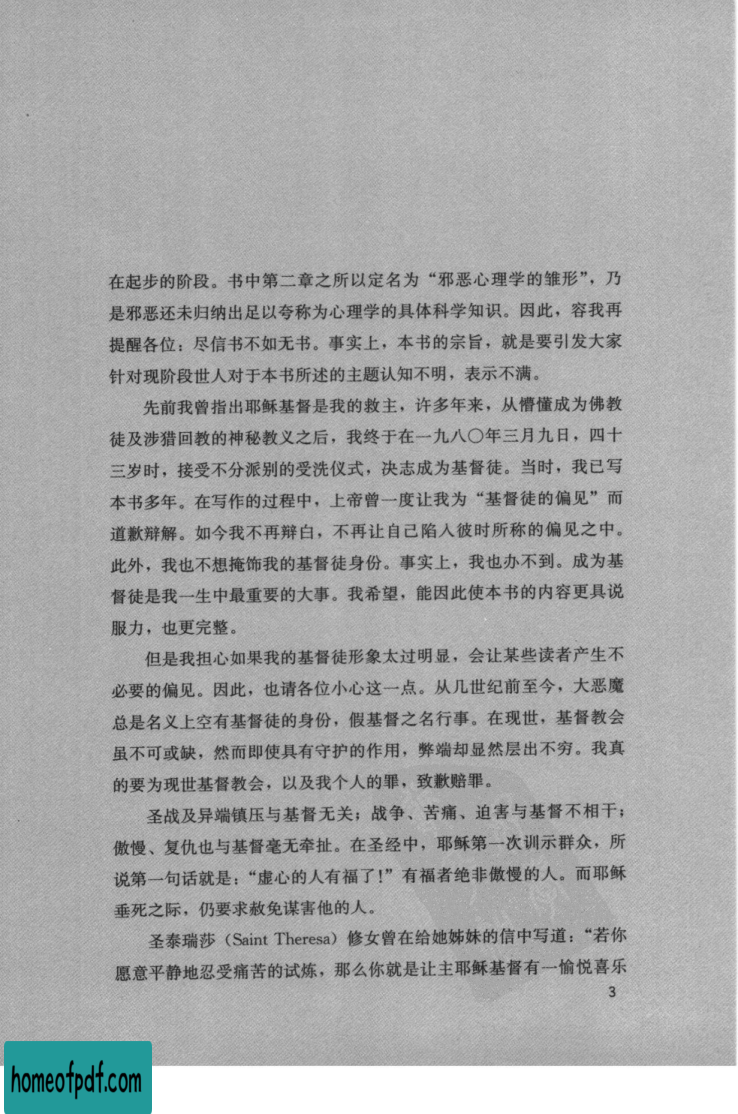 在起步的阶段。书中第二章之所以定名为“邪恶心理学的雏形”，乃
是邪恶还未归纳出足以夸称为心理学的具体科学知识。因此，容我再
提醒各位：尽信书不如无书。事实上，本书的宗旨，就是要引发大家
针对现阶段世人对于本书所述的主题认知不明，表示不满。
先前我曾指出耶稣基督是我的救主，许多年来，从懵懂成为佛教
徒及涉猎回教的神秘教义之后，我终于在一九八〇年三月九日，四十
三岁时，接受不分派别的受洗仪式，决志成为基督徒。当时，我已写
本书多年。在写作的过程中，上帝曾一度让我为“基督徒的偏见”而
道歉辩解。如今我不再辩白，不再让自己陷人彼时所称的偏见之中。
此外，我也不想掩饰我的基督徒身份。事实上，我也办不到。成为基
督徒是我一生中最重要的大事。我希望，能因此使本书的内容更具说
服力，也更完整。
但是我担心如果我的基督徒形象太过明显，会让某些读者产生不
必要的偏见。因此，也请各位小心这一点。从几世纪前至今，大恶魔
总是名义上空有基督徒的身份，假基督之名行事。在现世，基督教会
虽不可或缺，然而即使具有守护的作用，弊端却显然层出不穷。我真
的要为现世基督教会，以及我个人的罪，致歉赔罪。
圣战及异端镇压与基督无关；战争、苦痛、迫害与基督不相干；
傲慢、复仇也与基督毫无牵扯。在圣经中，耶稣第一次训示群众，所
说第一句话就是：“虚心的人有福了！”有福者绝非傲慢的人。而耶稣
垂死之际，仍要求赦免谋害他的人。
圣泰瑞莎（Saint Theresa）修女曾在给她姊妹的信中写道：“若你
愿意平静地忍受痛苦的试炼，那么你就是让主耶稣基督有一愉悦喜乐
3
homeofpdf.com